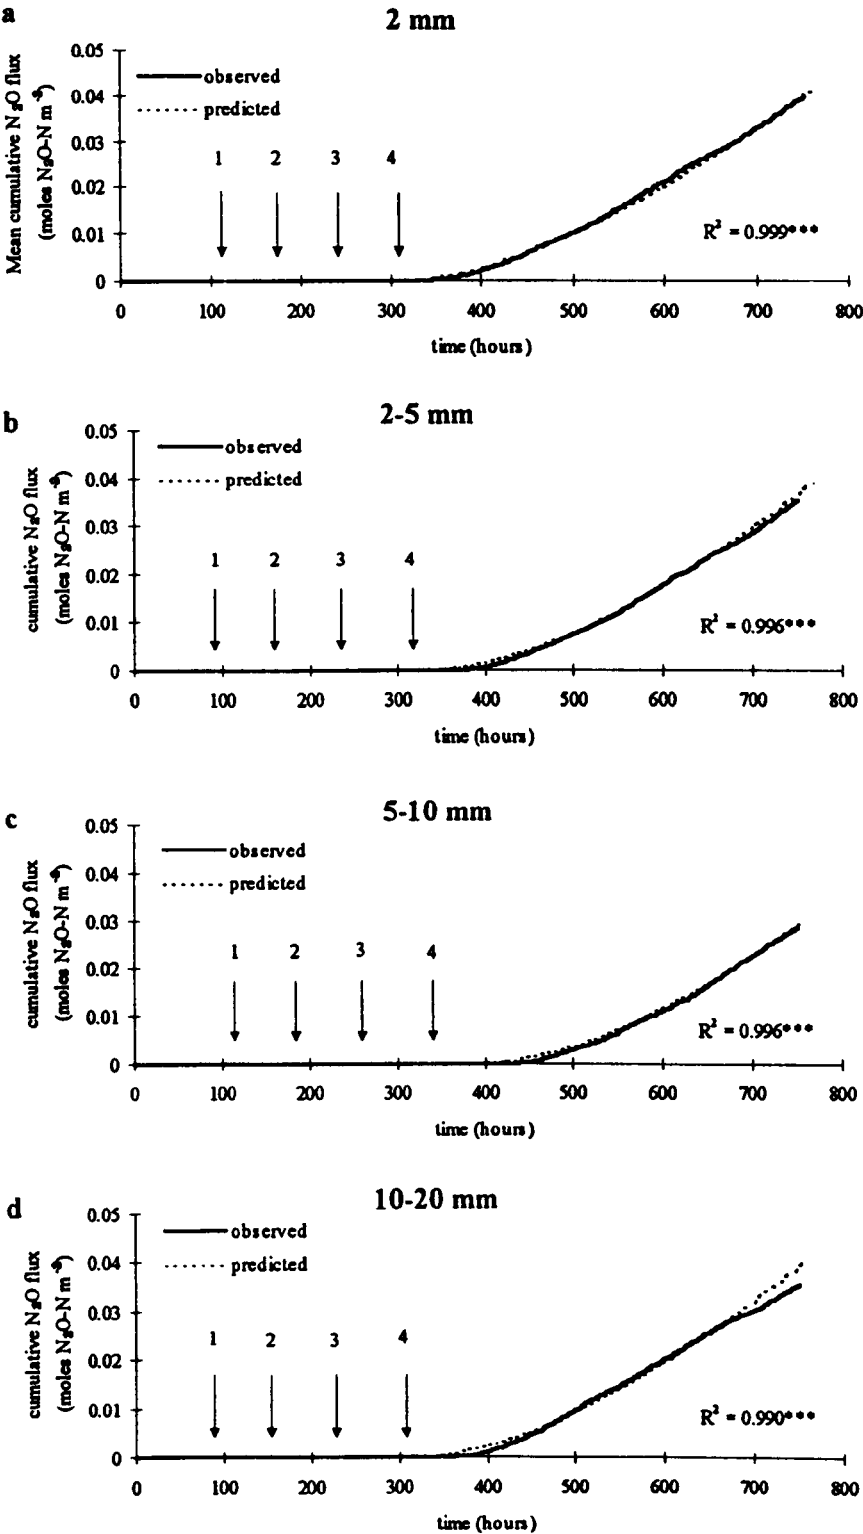 a
2 mm
Mean cumulative N₂O flux
(moles N₂O-N m⁻²)
0.05
0.04
0.03
0.02
0.01
0
observed
predicted
1 2 3 4
R² = 0.999***
0 100 200 300 400 500 600 700 800
time (hours)
b
2-5 mm
cumulative N₂O flux
(moles N₂O-N m⁻²)
0.05
0.04
0.03
0.02
0.01
0
observed
predicted
1 2 3 4
R² = 0.996***
0 100 200 300 400 500 600 700 800
time (hours)
c
5-10 mm
cumulative N₂O flux
(moles N₂O-N m⁻²)
0.05
0.04
0.03
0.02
0.01
0
observed
predicted
1 2 3 4
R² = 0.996***
0 100 200 300 400 500 600 700 800
time (hours)
d
10-20 mm
cumulative N₂O flux
(moles N₂O-N m⁻²)
0.05
0.04
0.03
0.02
0.01
0
observed
predicted
1 2 3 4
R² = 0.990***
0 100 200 300 400 500 600 700 800
time (hours)